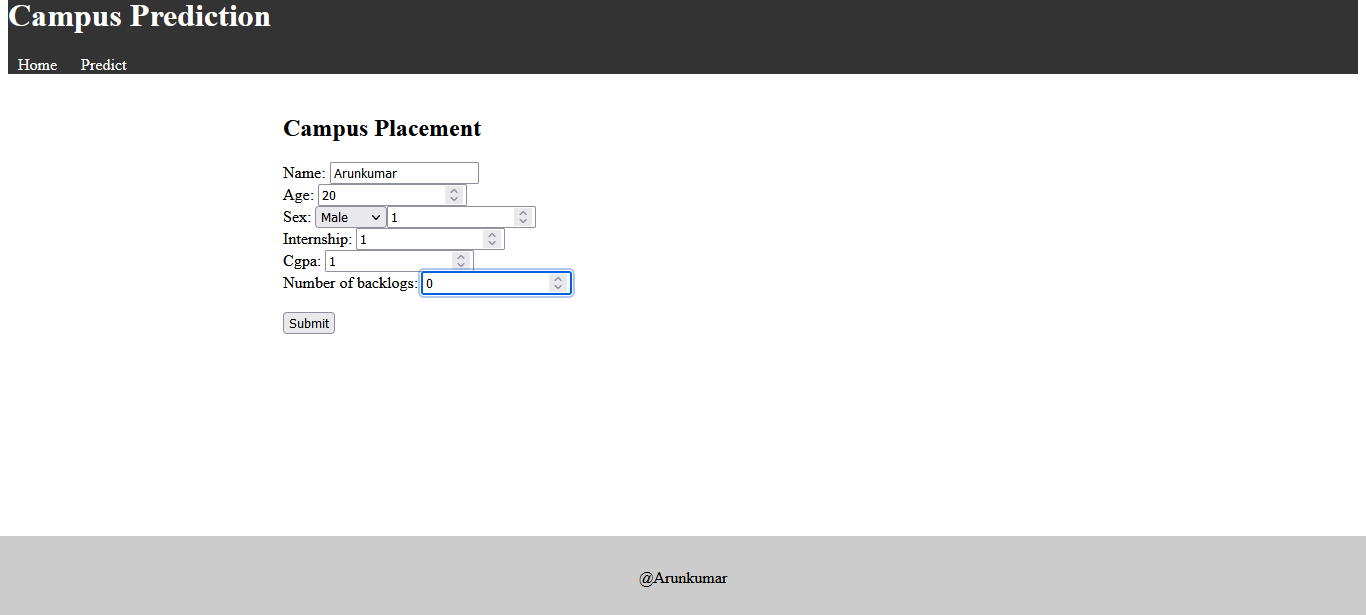 Campus Prediction
Home Predict
Campus Placement
Name: Arunkumar
Age: 20
Sex: Male 1
Internship: 1
Cgpa: 1
Number of backlogs: 0
Submit
@Arunkumar